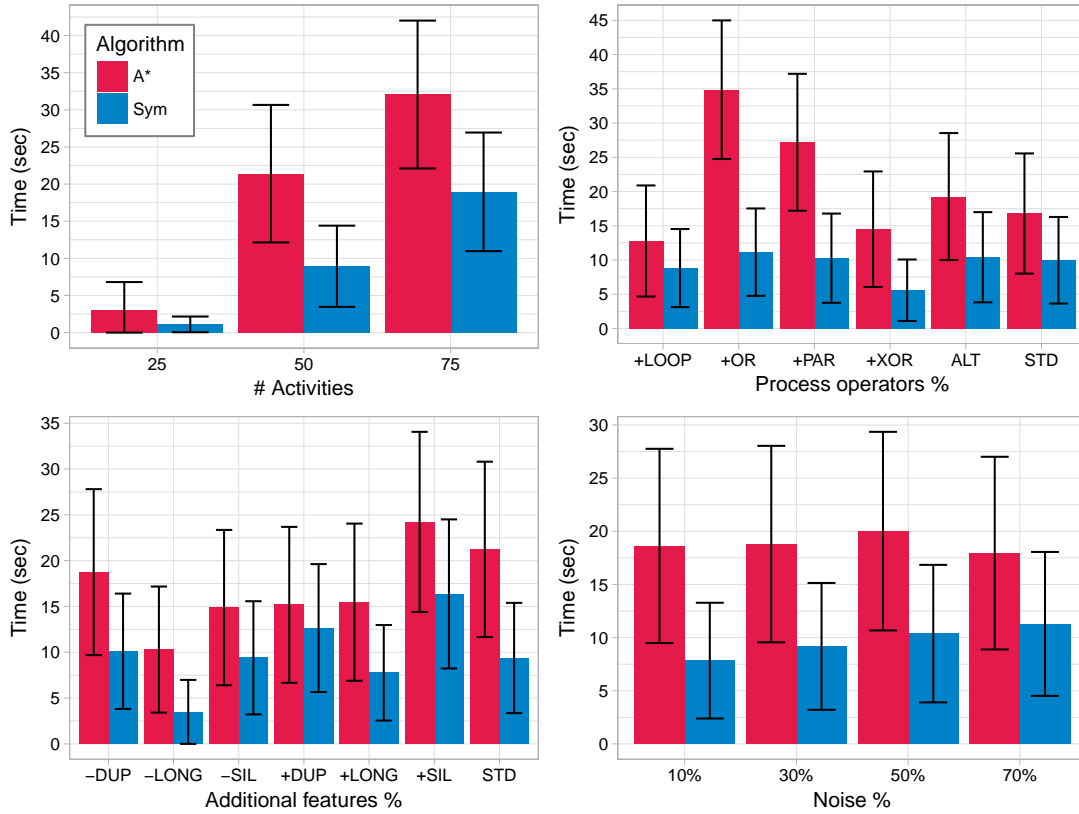 Algorithm
A*
Sym
Time (sec)
40
35
30
25
20
15
10
5
0
25 50 75
# Activities
Time (sec)
45
40
35
30
25
20
15
10
5
0
+LOOP +OR +PAR +XOR ALT STD
Process operators %
Time (sec)
35
30
25
20
15
10
5
0
−DUP −LONG −SIL +DUP +LONG +SIL STD
Additional features %
Time (sec)
30
25
20
15
10
5
0
10% 30% 50% 70%
Noise %